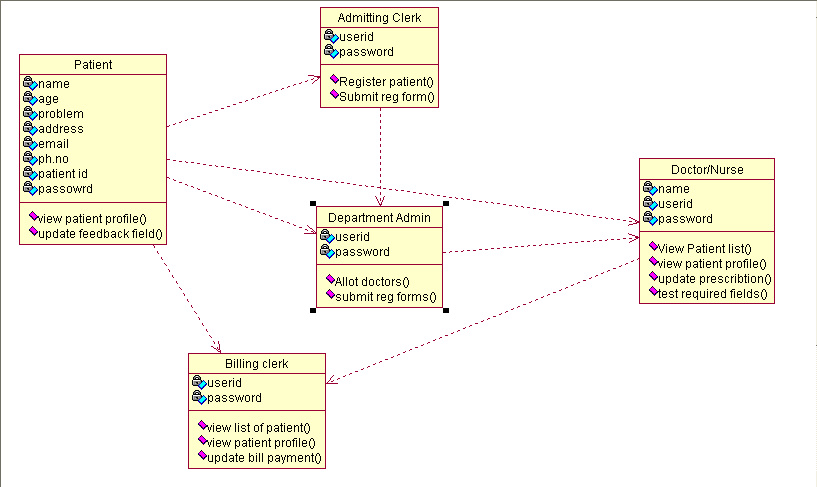 Admitting Clerk
userid
password
Register patient()
Submit reg form()
Patient
name
age
problem
address
email
ph.no
patient id
passowrd
view patient profile()
update feedback field()
Doctor/Nurse
name
userid
password
View Patient list()
view patient profile()
update prescribtion()
test required fields()
Department Admin
userid
password
Allot doctors()
submit reg forms()
Billing clerk
userid
password
view list of patient()
view patient profile()
update bill payment()